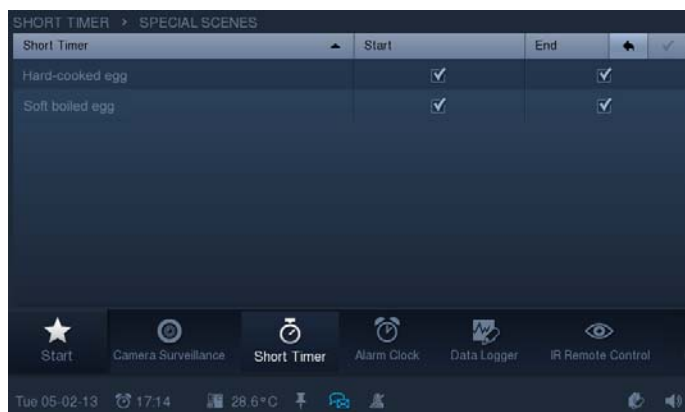 SHORT TIMER > SPECIAL SCENES
Short Timer Start End
Hard-cooked egg
Soft boiled egg
Start Camera Surveillance Short Timer Alarm Clock Data Logger IR Remote Control
Tue 05-02-13 17:14 28.6°C